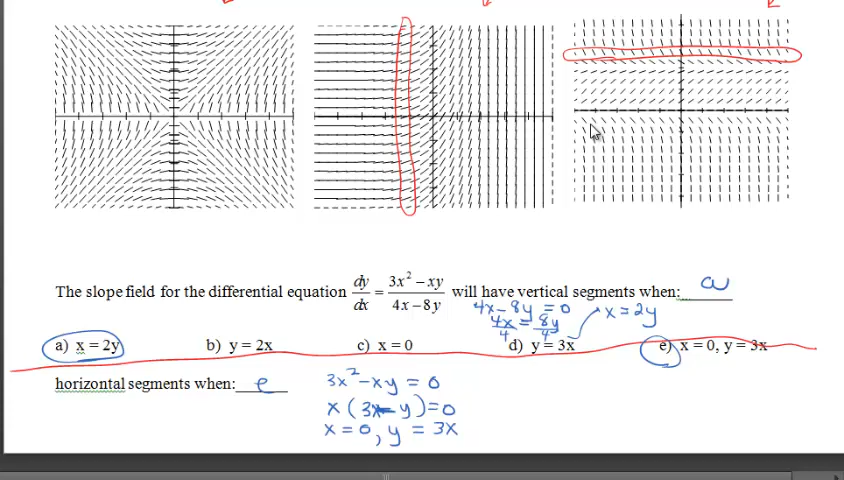 The slope field for the differential equation dy/dx = (3x² − xy)/(4x − 8y) will have vertical segments when: a
4x - 8y = 0
4x/4 = 8y/4
x = 2y
a) x = 2y b) y = 2x c) x = 0 d) y = 3x e) x = 0, y = 3x
horizontal segments when: e
3x² - xy = 0
x(3x - y) = 0
x = 0, y = 3x